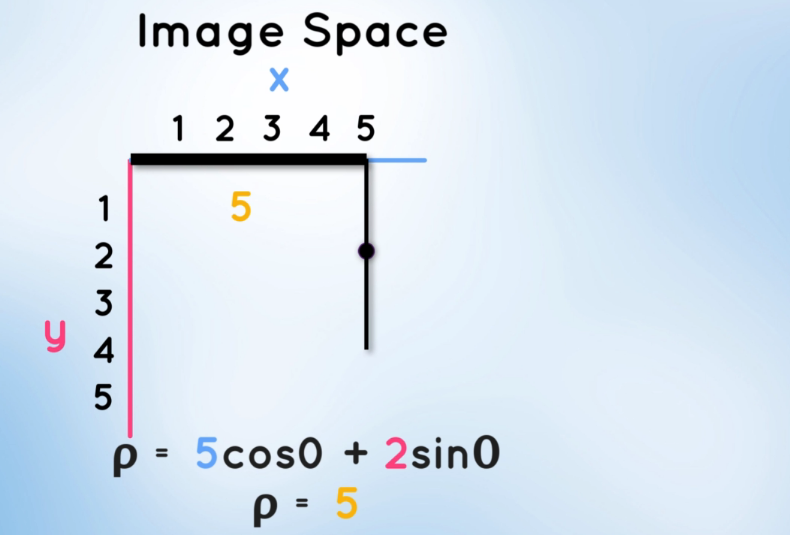 Image Space
x
1 2 3 4 5
5
1
2
3
y
4
5
ρ = 5cos0 + 2sin0
ρ = 5